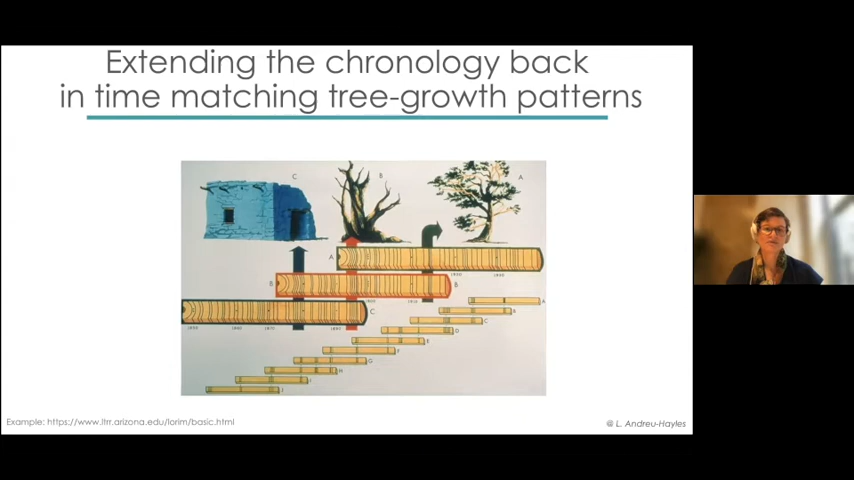 Extending the chronology back
in time matching tree-growth patterns
C
B
A
A
B
B
C
A
B
C
D
E
F
G
H
I
J
Example: https://www.ltrr.arizona.edu/lorim/basic.html
@ L. Andreu-Hayles